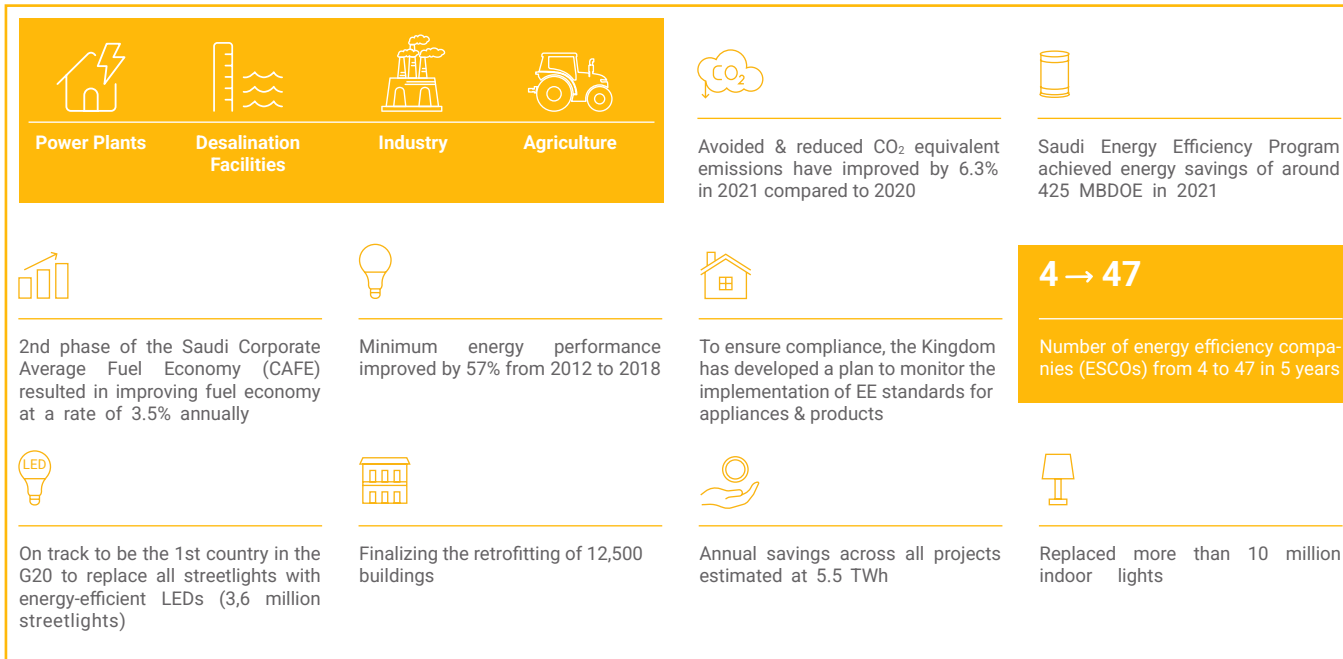 Power Plants
Desalination
Facilities
Industry
Agriculture
CO₂
Avoided & reduced CO₂ equivalent
emissions have improved by 6.3%
in 2021 compared to 2020
Saudi Energy Efficiency Program
achieved energy savings of around
425 MBDOE in 2021
2nd phase of the Saudi Corporate
Average Fuel Economy (CAFE)
resulted in improving fuel economy
at a rate of 3.5% annually
Minimum energy performance
improved by 57% from 2012 to 2018
To ensure compliance, the Kingdom
has developed a plan to monitor the
implementation of EE standards for
appliances & products
4 → 47
Number of energy efficiency compa-
nies (ESCOs) from 4 to 47 in 5 years
LED
On track to be the 1st country in the
G20 to replace all streetlights with
energy-efficient LEDs (3,6 million
streetlights)
Finalizing the retrofitting of 12,500
buildings
Annual savings across all projects
estimated at 5.5 TWh
Replaced more than 10 million
indoor lights